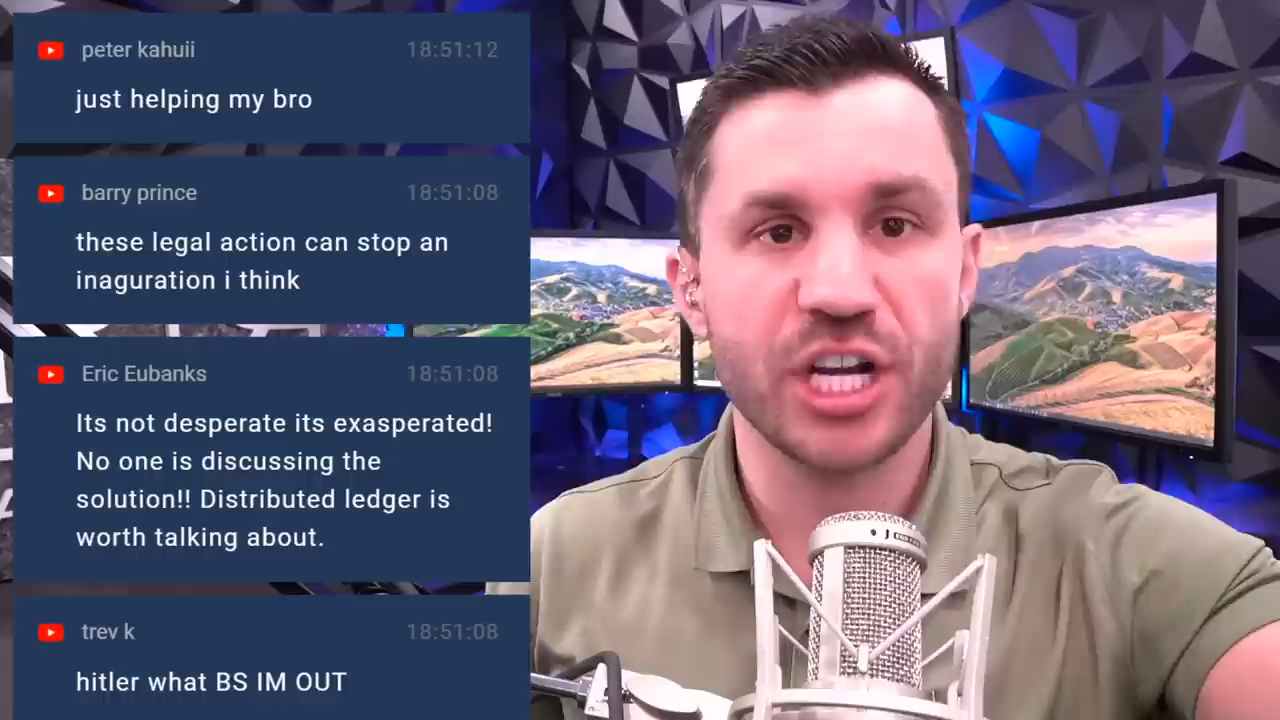 peter kahuii 18:51:12
just helping my bro
barry prince 18:51:08
these legal action can stop an
inaguration i think
Eric Eubanks 18:51:08
Its not desperate its exasperated!
No one is discussing the
solution!! Distributed ledger is
worth talking about.
trev k 18:51:08
hitler what BS IM OUT